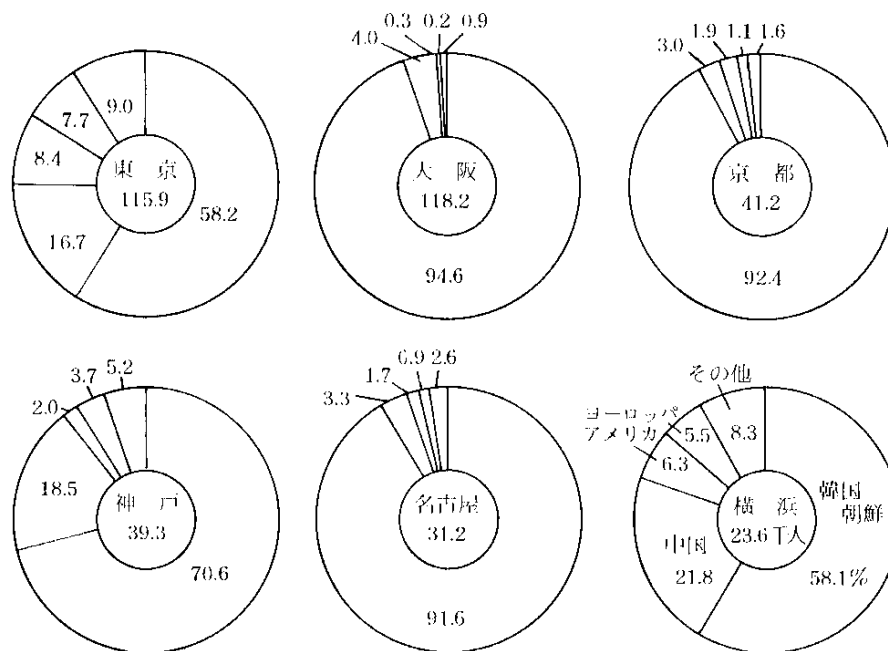 0.3
0.2
0.9
4.0
1.9
1.1
1.6
3.0
9.0
7.7
8.4
16.7
58.2
東 京
115.9
大 阪
118.2
94.6
京 都
41.2
92.4
5.2
3.7
2.0
18.5
神 戸
39.3
70.6
0.9
2.6
1.7
3.3
名古屋
31.2
91.6
その他
ヨーロッパ
アメリカ
5.5
8.3
6.3
横 浜
23.6千人
韓国
朝鮮
中国
21.8
58.1%